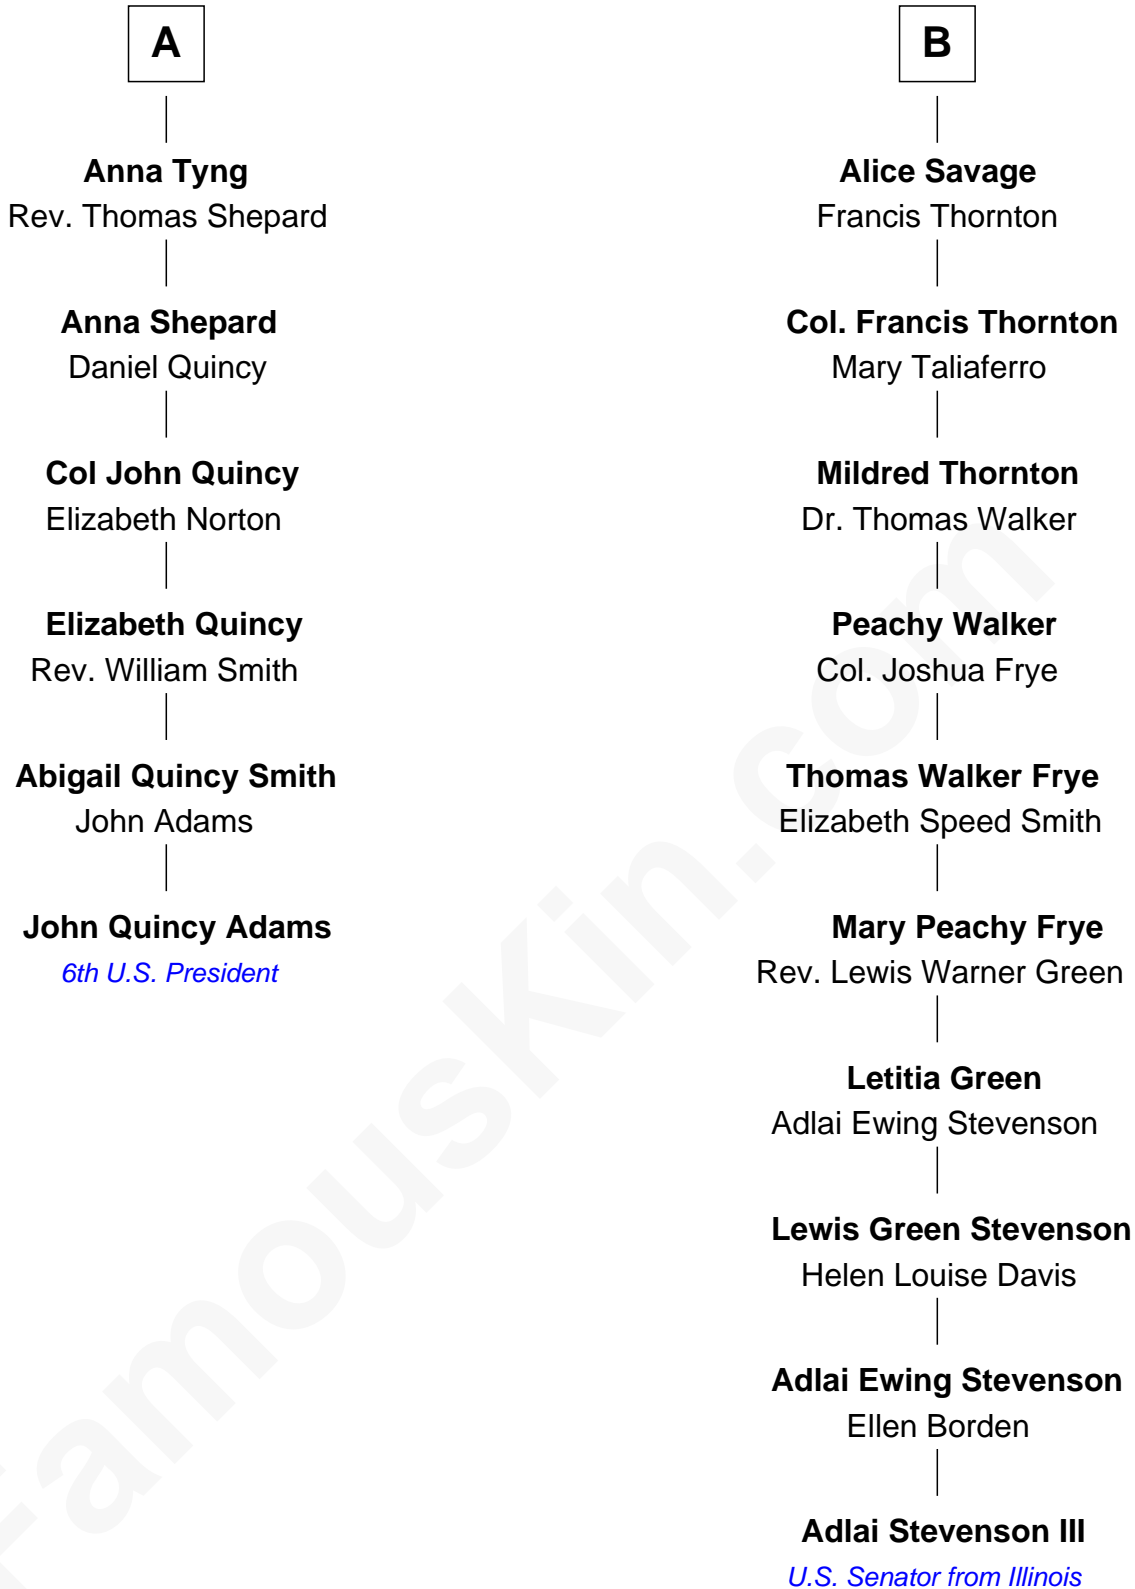 A
Anna Tyng
Rev. Thomas Shepard
Anna Shepard
Daniel Quincy
Col John Quincy
Elizabeth Norton
Elizabeth Quincy
Rev. William Smith
Abigail Quincy Smith
John Adams
John Quincy Adams
6th U.S. President
B
Alice Savage
Francis Thornton
Col. Francis Thornton
Mary Taliaferro
Mildred Thornton
Dr. Thomas Walker
Peachy Walker
Col. Joshua Frye
Thomas Walker Frye
Elizabeth Speed Smith
Mary Peachy Frye
Rev. Lewis Warner Green
Letitia Green
Adlai Ewing Stevenson
Lewis Green Stevenson
Helen Louise Davis
Adlai Ewing Stevenson
Ellen Borden
Adlai Stevenson III
U.S. Senator from Illinois
FamousKin.com